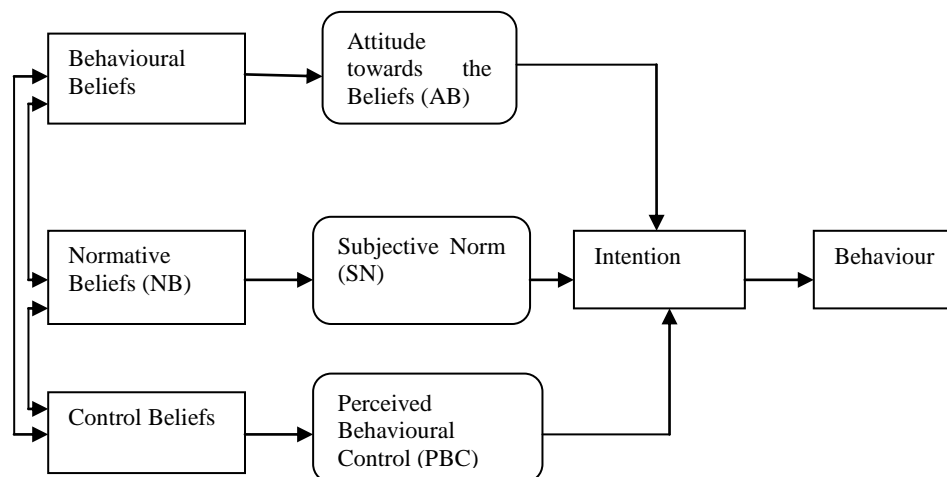 Behavioural
Beliefs
Attitude
towards the
Beliefs (AB)
Normative
Beliefs (NB)
Subjective Norm
(SN)
Intention
Behaviour
Control Beliefs
Perceived
Behavioural
Control (PBC)